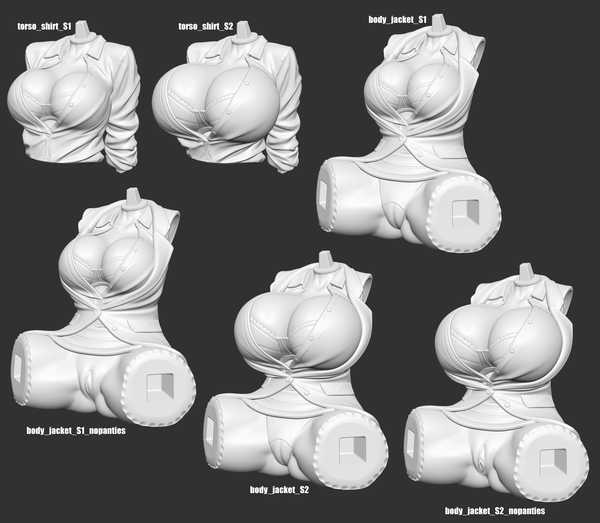 torso_shirt_S1
torso_shirt_S2
body_jacket_S1
body_jacket_S1_nopanties
body_jacket_S2
body_jacket_S2_nopanties